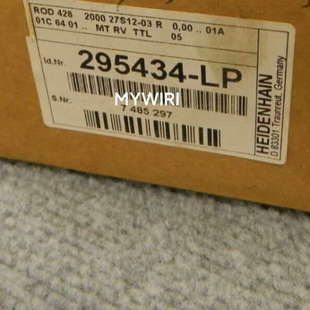 ROD 428 2000 27S12-03 R 0,00 .. 01A
01C 64 01 .. MT RV TTL 05
Id.Nr. 295434-LP
MYWIRI
S.Nr. 7 485 297
HEIDENHAIN
D 83301 Traunreut, Germany